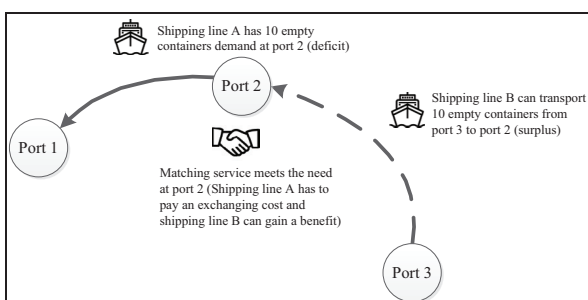 Shipping line A has 10 empty
containers demand at port 2 (deficit)
Port 2
Shipping line B can transport
10 empty containers from
port 3 to port 2 (surplus)
Port 1
Matching service meets the need
at port 2 (Shipping line A has to
pay an exchanging cost and
shipping line B can gain a benefit)
Port 3